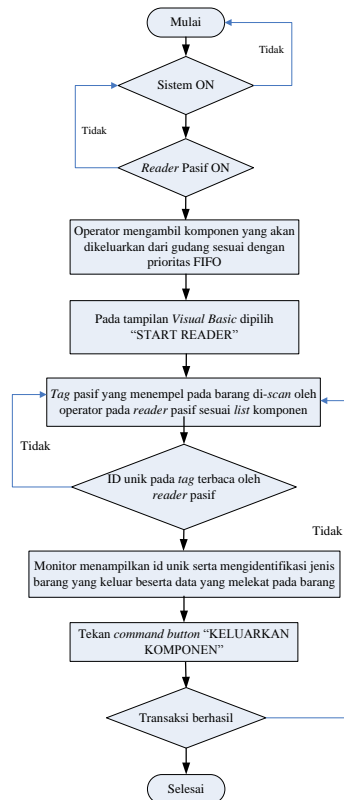 Mulai
Tidak
Sistem ON
Tidak
Reader Pasif ON
Operator mengambil komponen yang akan
dikeluarkan dari gudang sesuai dengan
prioritas FIFO
Pada tampilan Visual Basic dipilih
“START READER”
Tag pasif yang menempel pada barang di-scan oleh
operator pada reader pasif sesuai list komponen
Tidak
ID unik pada tag terbaca oleh
reader pasif
Tidak
Monitor menampilkan id unik serta mengidentifikasi jenis
barang yang keluar beserta data yang melekat pada barang
Tekan command button “KELUARKAN
KOMPONEN”
Transaksi berhasil
Selesai